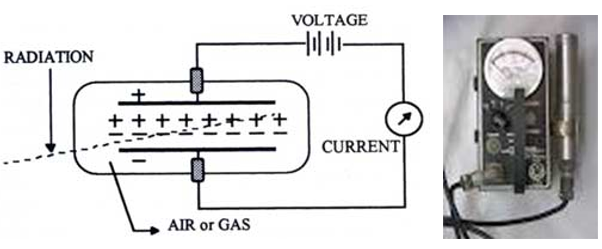 VOLTAGE
RADIATION
+
+ + + + + + + +
− − − − − − − −
CURRENT
−
AIR or GAS